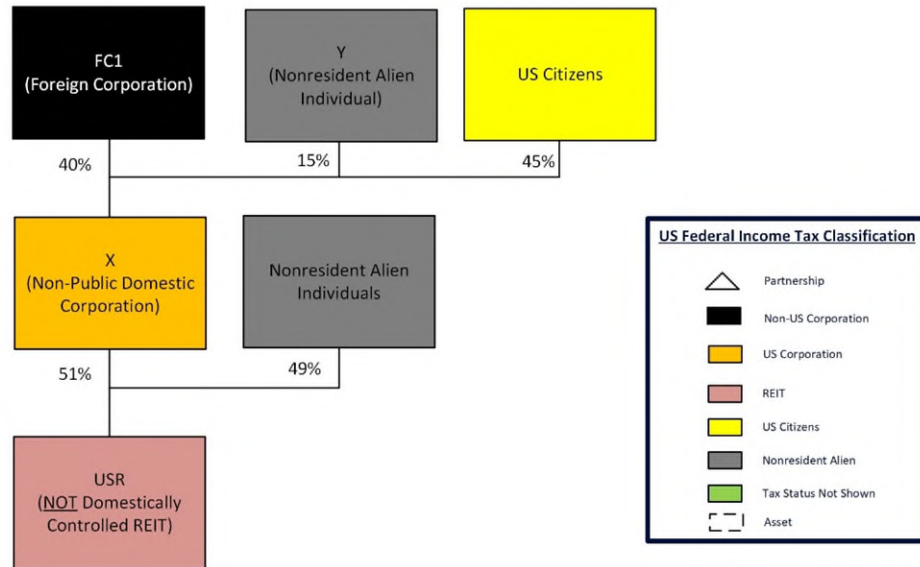 FC1
(Foreign Corporation)
Y
(Nonresident Alien
Individual)
US Citizens
40%
15%
45%
X
(Non-Public Domestic
Corporation)
Nonresident Alien
Individuals
51%
49%
USR
(NOT Domestically
Controlled REIT)
US Federal Income Tax Classification
Partnership
Non-US Corporation
US Corporation
REIT
US Citizens
Nonresident Alien
Tax Status Not Shown
Asset